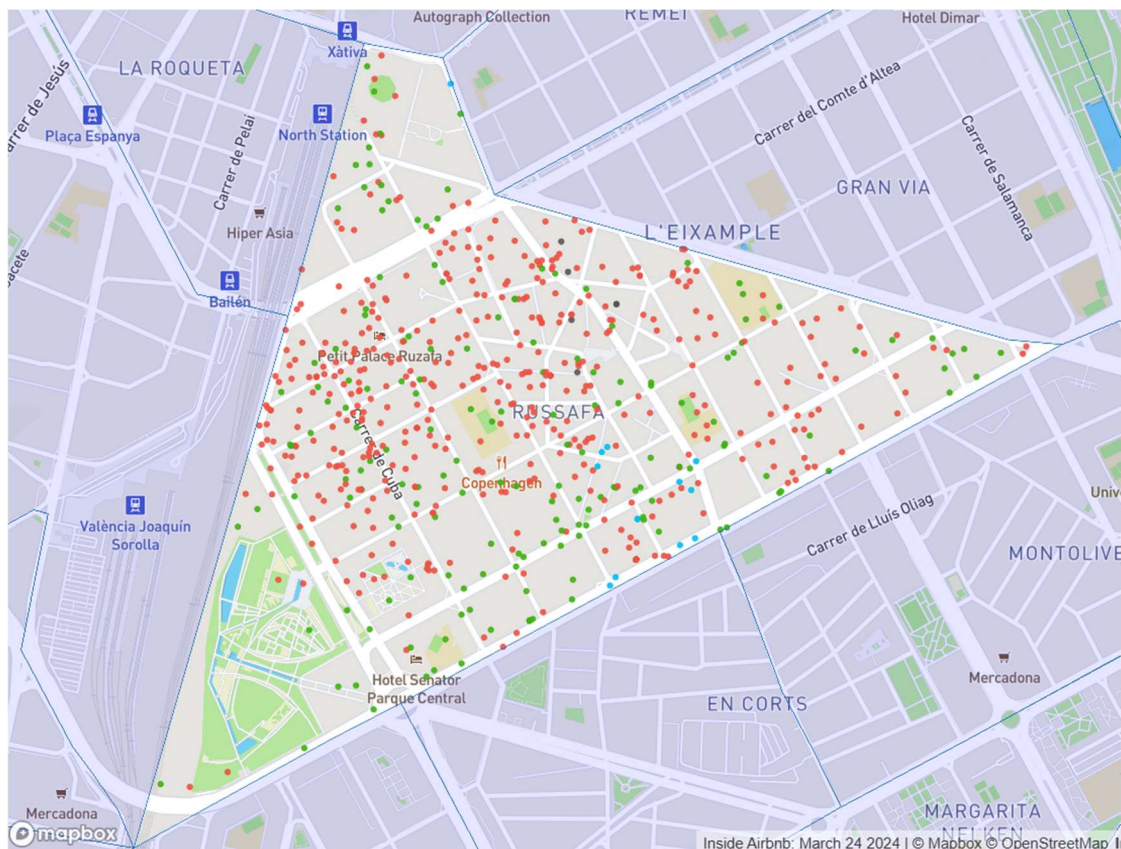 Autograph Collection
REMEI
Hotel Dimar
Xàtiva
LA ROQUETA
Carrer de Jesús
Carrer del Comte d'Altea
Plaça Espanya
North Station
Carrer de Pelai
Carrer de Salamanca
GRAN VIA
Hiper Asia
L'EIXAMPLE
Bailén
Petit Palace Ruzafa
RUSSAFA
Carrer de Cuba
Copenhagen
València Joaquín
Sorolla
Carrer de Lluís Oliag
MONTOLIVE
Hotel Senator
Parque Central
Mercadona
EN CORTS
Mercadona
MARGARITA
NELKEN
mapbox
Inside Airbnb: March 24 2024 | © Mapbox © OpenStreetMap